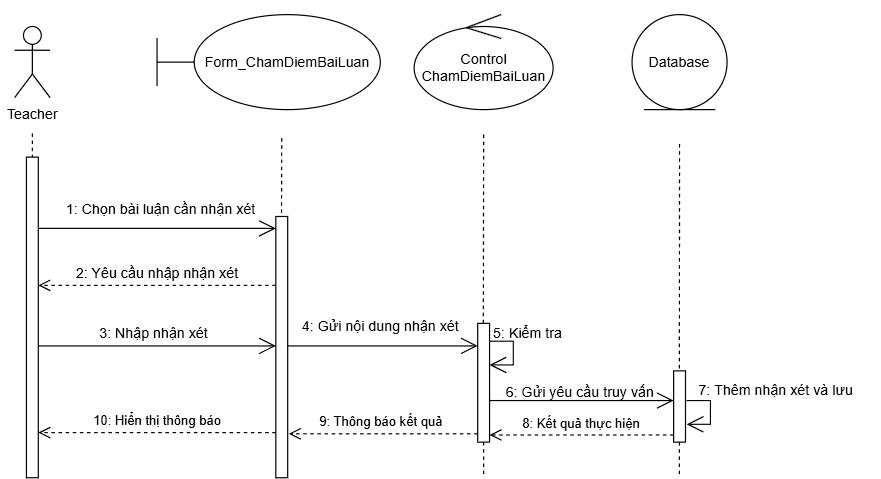 Teacher
Form_ChamDiemBaiLuan
Control
ChamDiemBaiLuan
Database
1: Chọn bài luận cần nhận xét
2: Yêu cầu nhập nhận xét
3: Nhập nhận xét
4: Gửi nội dung nhận xét
5: Kiểm tra
6: Gửi yêu cầu truy vấn
7: Thêm nhận xét và lưu
8: Kết quả thực hiện
9: Thông báo kết quả
10: Hiển thị thông báo